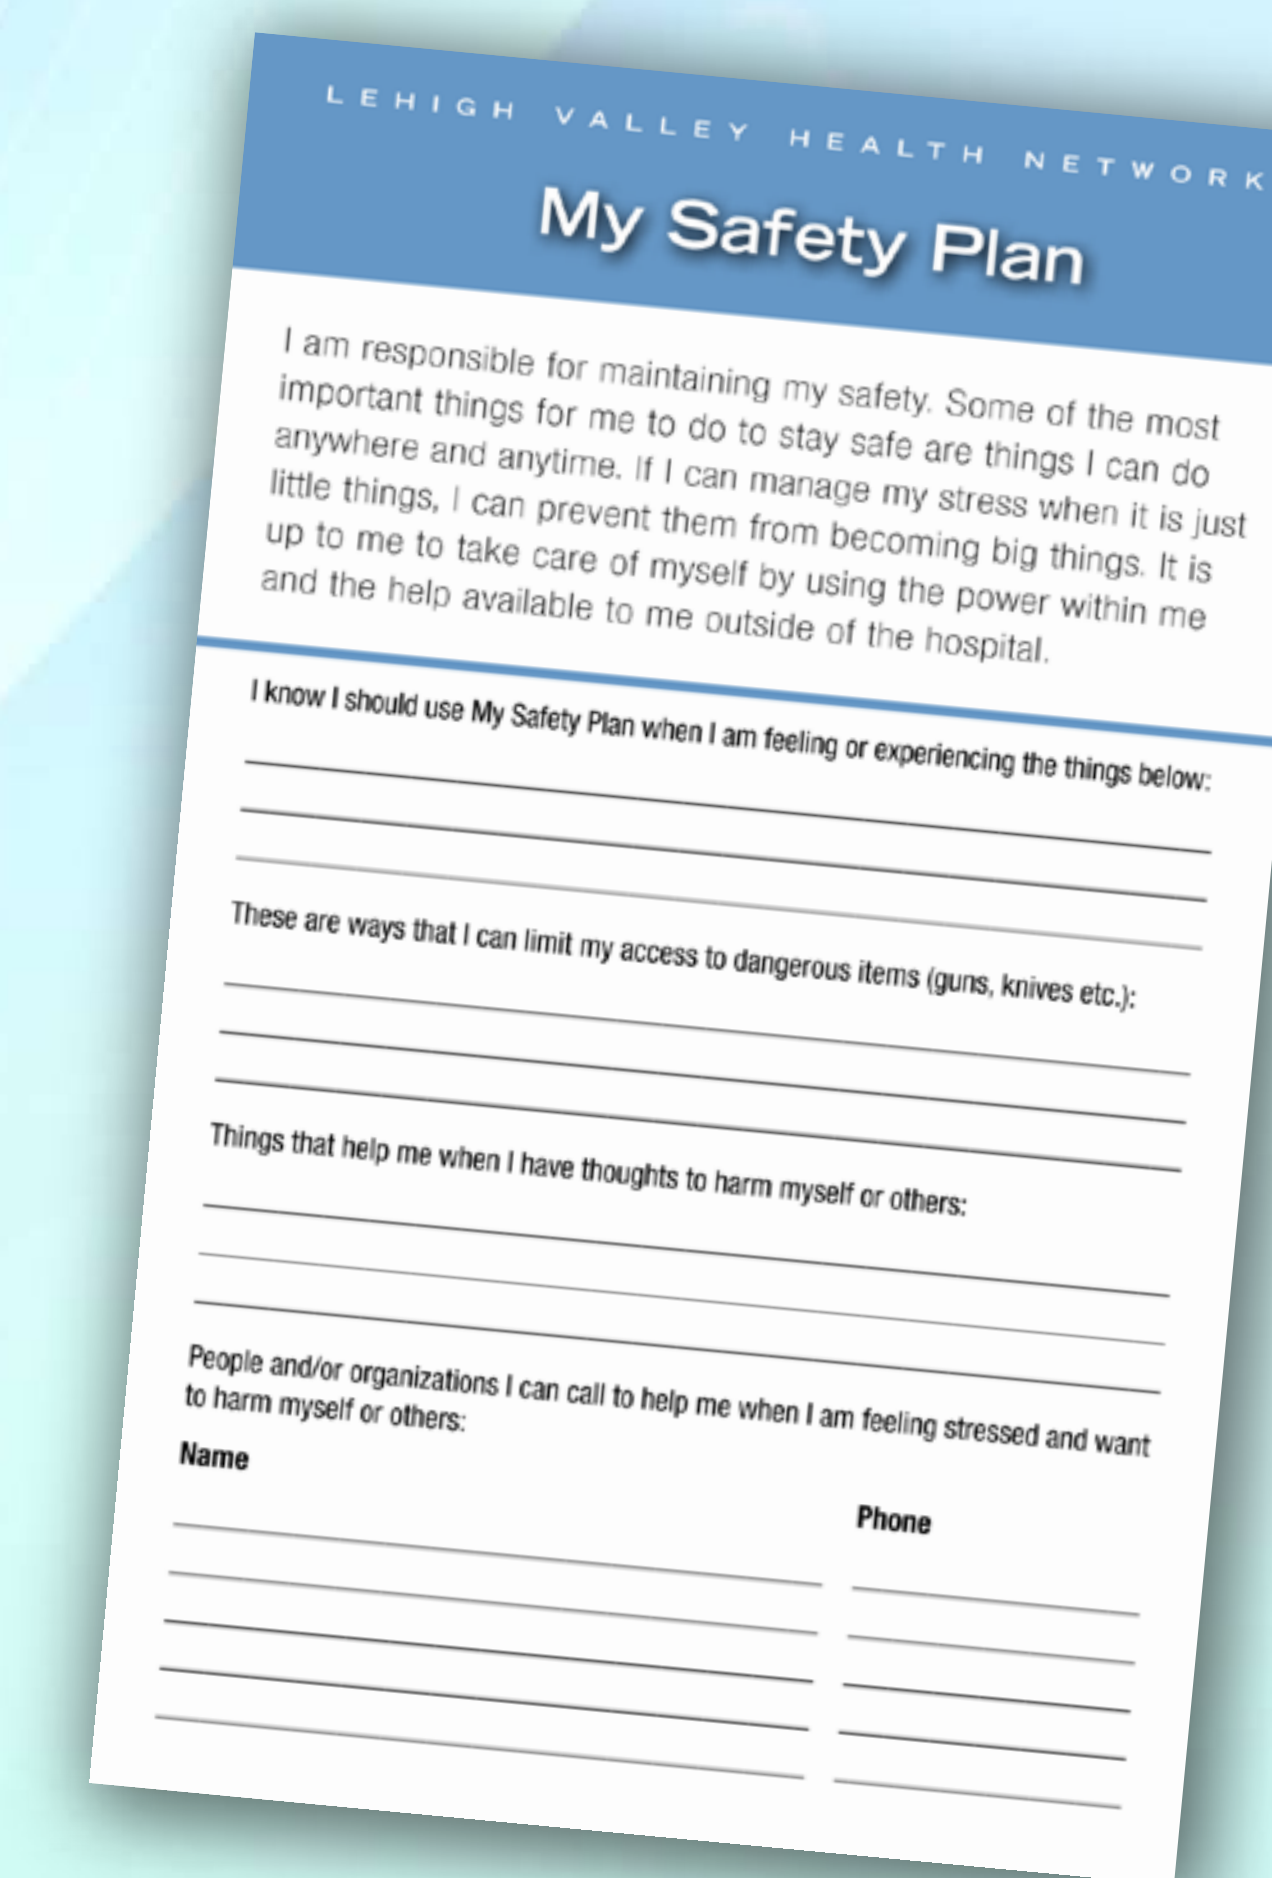 LEHIGH VALLEY HEALTH NETWORK
My Safety Plan
I am responsible for maintaining my safety. Some of the most
important things for me to do to stay safe are things I can do
anywhere and anytime. If I can manage my stress when it is just
little things, I can prevent them from becoming big things. It is
up to me to take care of myself by using the power within me
and the help available to me outside of the hospital.
I know I should use My Safety Plan when I am feeling or experiencing the things below:
These are ways that I can limit my access to dangerous items (guns, knives etc.):
Things that help me when I have thoughts to harm myself or others:
People and/or organizations I can call to help me when I am feeling stressed and want
to harm myself or others:
Name Phone